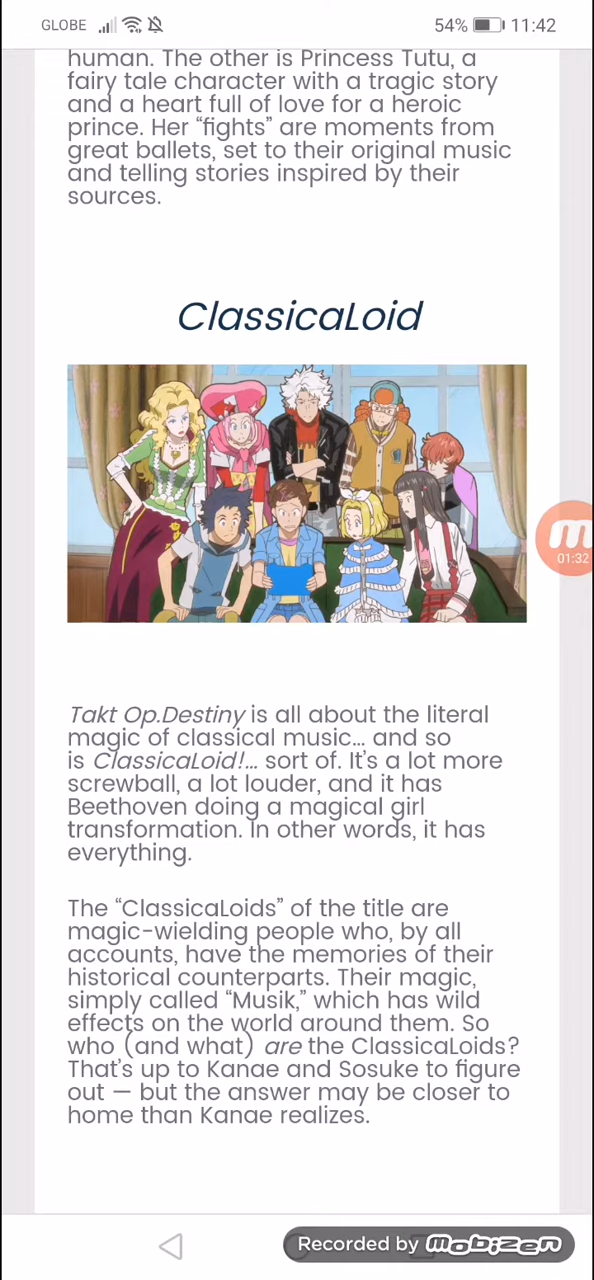 GLOBE 54% 11:42
human. The other is Princess Tutu, a
fairy tale character with a tragic story
and a heart full of love for a heroic
prince. Her “fights” are moments from
great ballets, set to their original music
and telling stories inspired by their
sources.
ClassicaLoid
01:32
Takt Op.Destiny is all about the literal
magic of classical music… and so
is ClassicaLoid!… sort of. It’s a lot more
screwball, a lot louder, and it has
Beethoven doing a magical girl
transformation. In other words, it has
everything.
The “ClassicaLoids” of the title are
magic-wielding people who, by all
accounts, have the memories of their
historical counterparts. Their magic,
simply called “Musik,” which has wild
effects on the world around them. So
who (and what) are the ClassicaLoids?
That’s up to Kanae and Sosuke to figure
out — but the answer may be closer to
home than Kanae realizes.
Recorded by mobizen